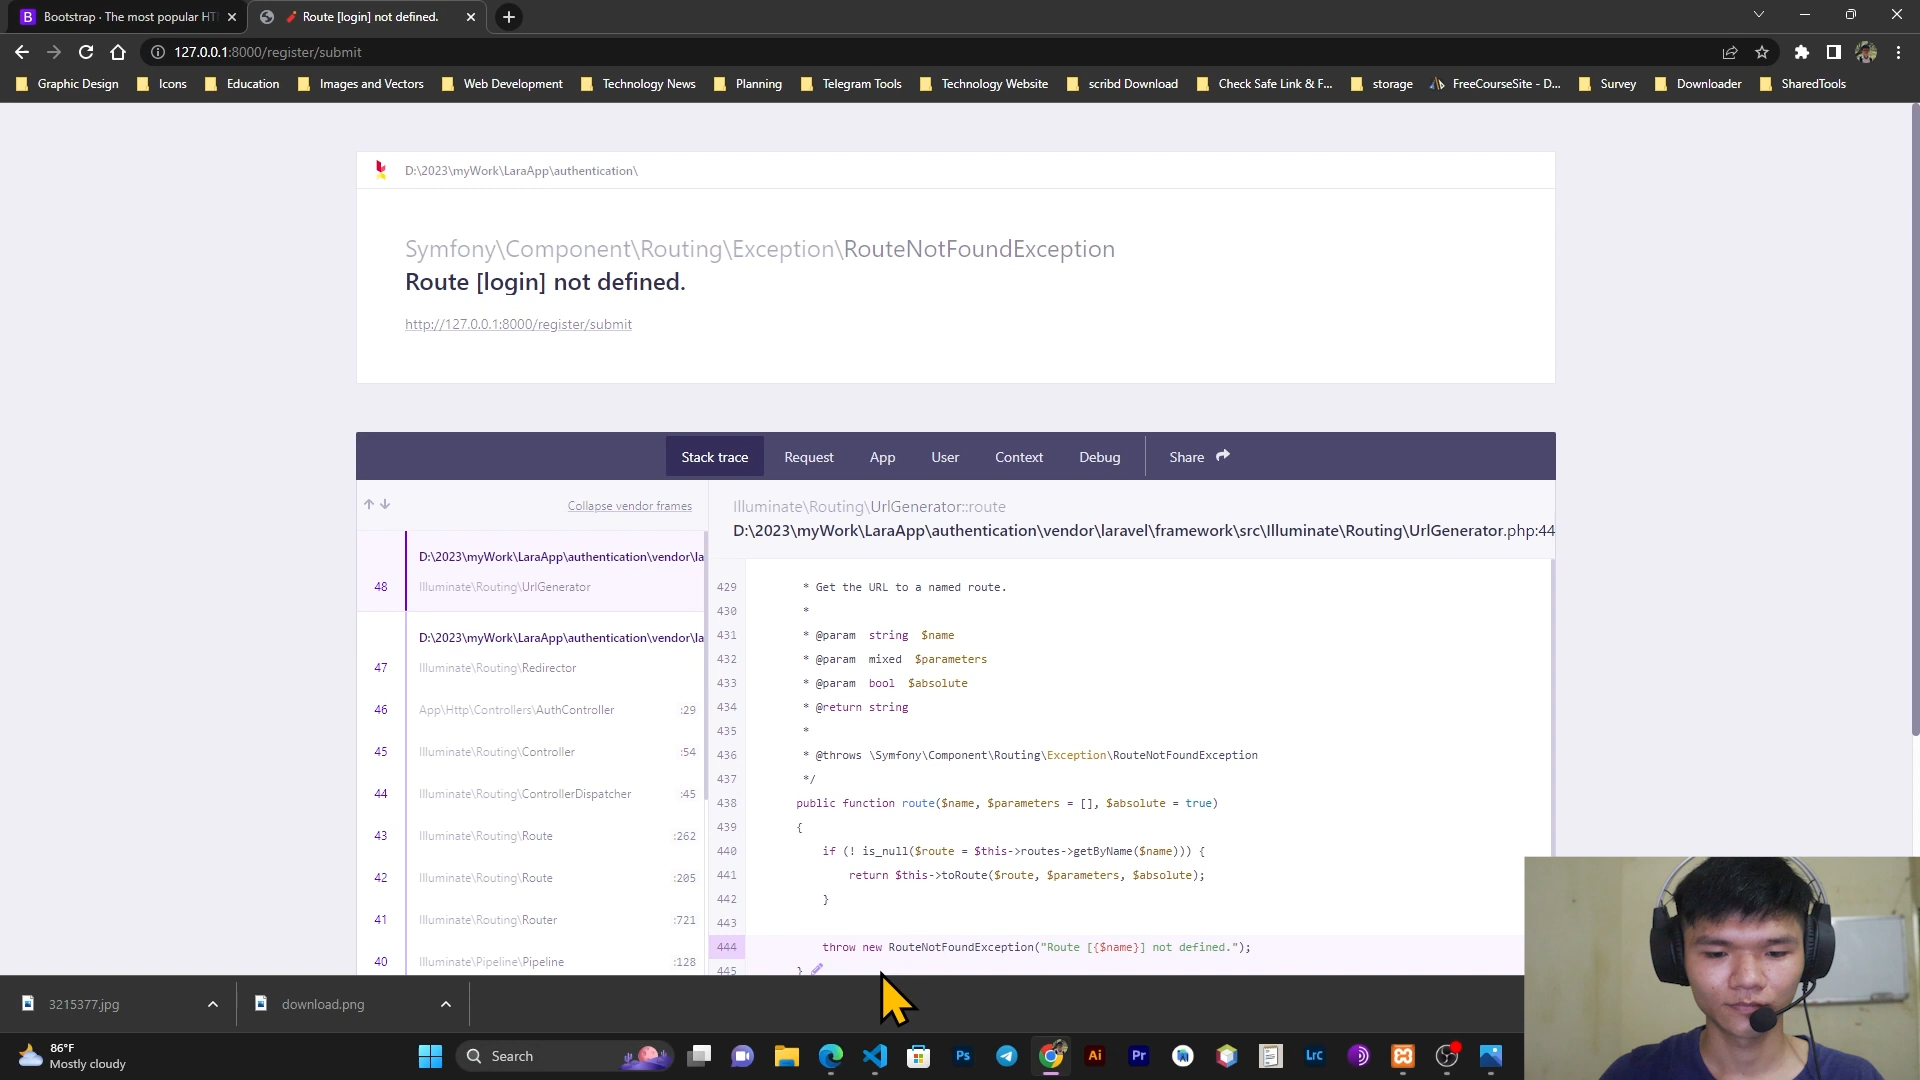 Bootstrap · The most popular HT
Route [login] not defined.
127.0.0.1:8000/register/submit
Graphic Design
Icons
Education
Images and Vectors
Web Development
Technology News
Planning
Telegram Tools
Technology Website
scribd Download
Check Safe Link & F...
storage
FreeCourseSite - D...
Survey
Downloader
SharedTools
D:\2023\myWork\LaraApp\authentication\
Symfony\Component\Routing\Exception\RouteNotFoundException
Route [login] not defined.
http://127.0.0.1:8000/register/submit
Stack trace
Request
App
User
Context
Debug
Share
Collapse vendor frames
D:\2023\myWork\LaraApp\authentication\vendor\la
48 Illuminate\Routing\UrlGenerator
D:\2023\myWork\LaraApp\authentication\vendor\la
47 Illuminate\Routing\Redirector
46 App\Http\Controllers\AuthController :29
45 Illuminate\Routing\Controller :54
44 Illuminate\Routing\ControllerDispatcher :45
43 Illuminate\Routing\Route :262
42 Illuminate\Routing\Route :205
41 Illuminate\Routing\Router :721
40 Illuminate\Pipeline\Pipeline :128
Illuminate\Routing\UrlGenerator::route
D:\2023\myWork\LaraApp\authentication\vendor\laravel\framework\src\Illuminate\Routing\UrlGenerator.php:44
429 * Get the URL to a named route.
430 *
431 * @param string $name
432 * @param mixed $parameters
433 * @param bool $absolute
434 * @return string
435 *
436 * @throws \Symfony\Component\Routing\Exception\RouteNotFoundException
437 */
438 public function route($name, $parameters = [], $absolute = true)
439 {
440 if (! is_null($route = $this->routes->getByName($name))) {
441 return $this->toRoute($route, $parameters, $absolute);
442 }
443
444 throw new RouteNotFoundException("Route [{$name}] not defined.");
445 }
3215377.jpg
download.png
86°F
Mostly cloudy
Search
Ps
Ai
Pr
LrC